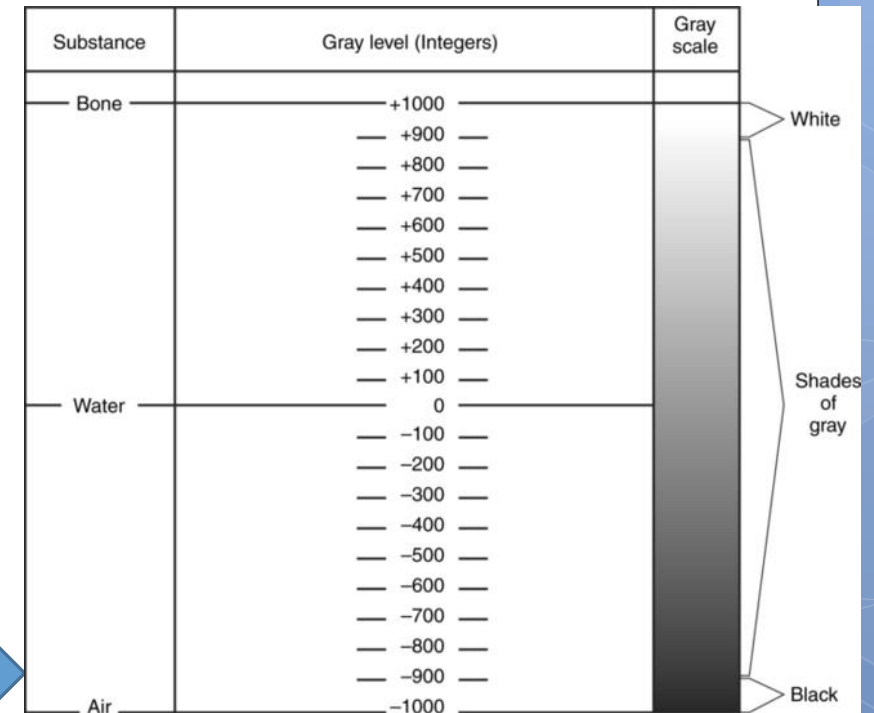 Substance Gray level (Integers) Gray scale
Bone +1000
White
+900
+800
+700
+600
+500
+400
+300
+200
+100
Water 0
Shades of gray
–100
–200
–300
–400
–500
–600
–700
–800
–900
Black
Air –1000